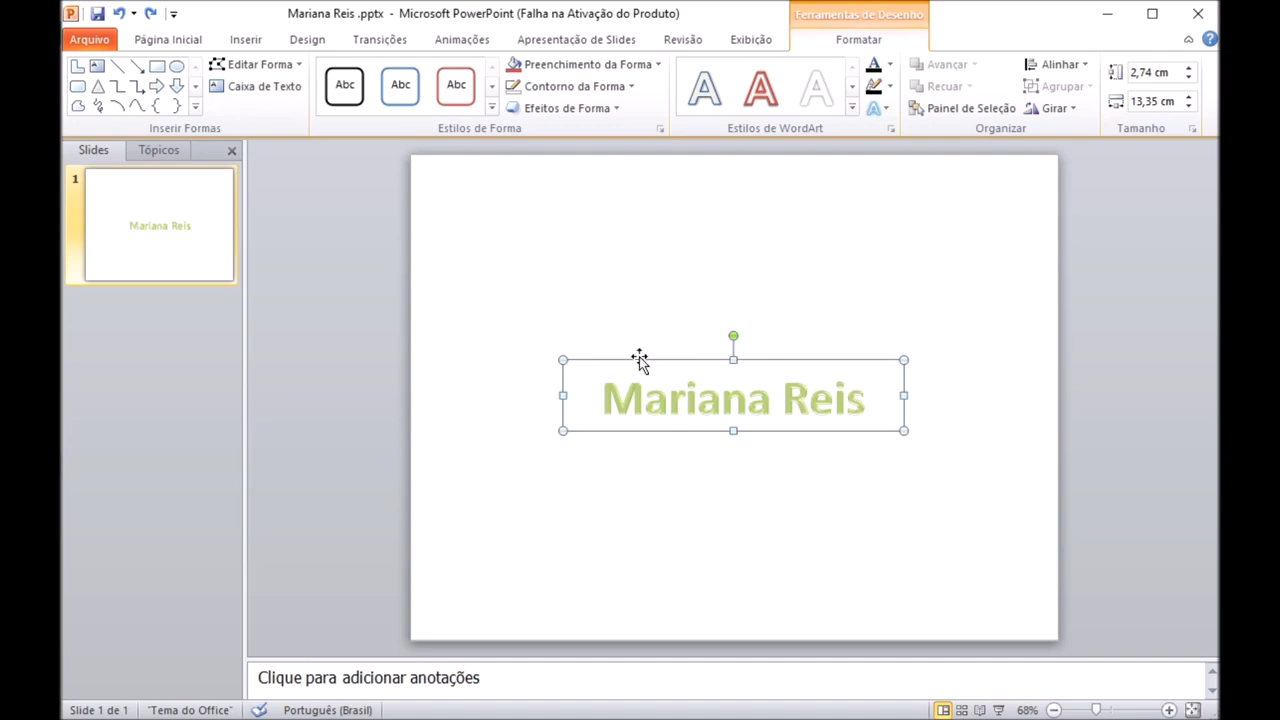 Mariana Reis .pptx - Microsoft PowerPoint (Falha na Ativação do Produto)
Ferramentas de Desenho
Arquivo Página Inicial Inserir Design Transições Animações Apresentação de Slides Revisão Exibição Formatar
Editar Forma
Caixa de Texto
Inserir Formas
Abc Abc Abc
Preenchimento da Forma
Contorno da Forma
Efeitos de Forma
Estilos de Forma
A A A
Estilos de WordArt
Avançar
Recuar
Painel de Seleção
Alinhar
Agrupar
Girar
Organizar
2,74 cm
13,35 cm
Tamanho
Slides Tópicos
1
Mariana Reis
Mariana Reis
Clique para adicionar anotações
Slide 1 de 1 "Tema do Office" Português (Brasil) 68%